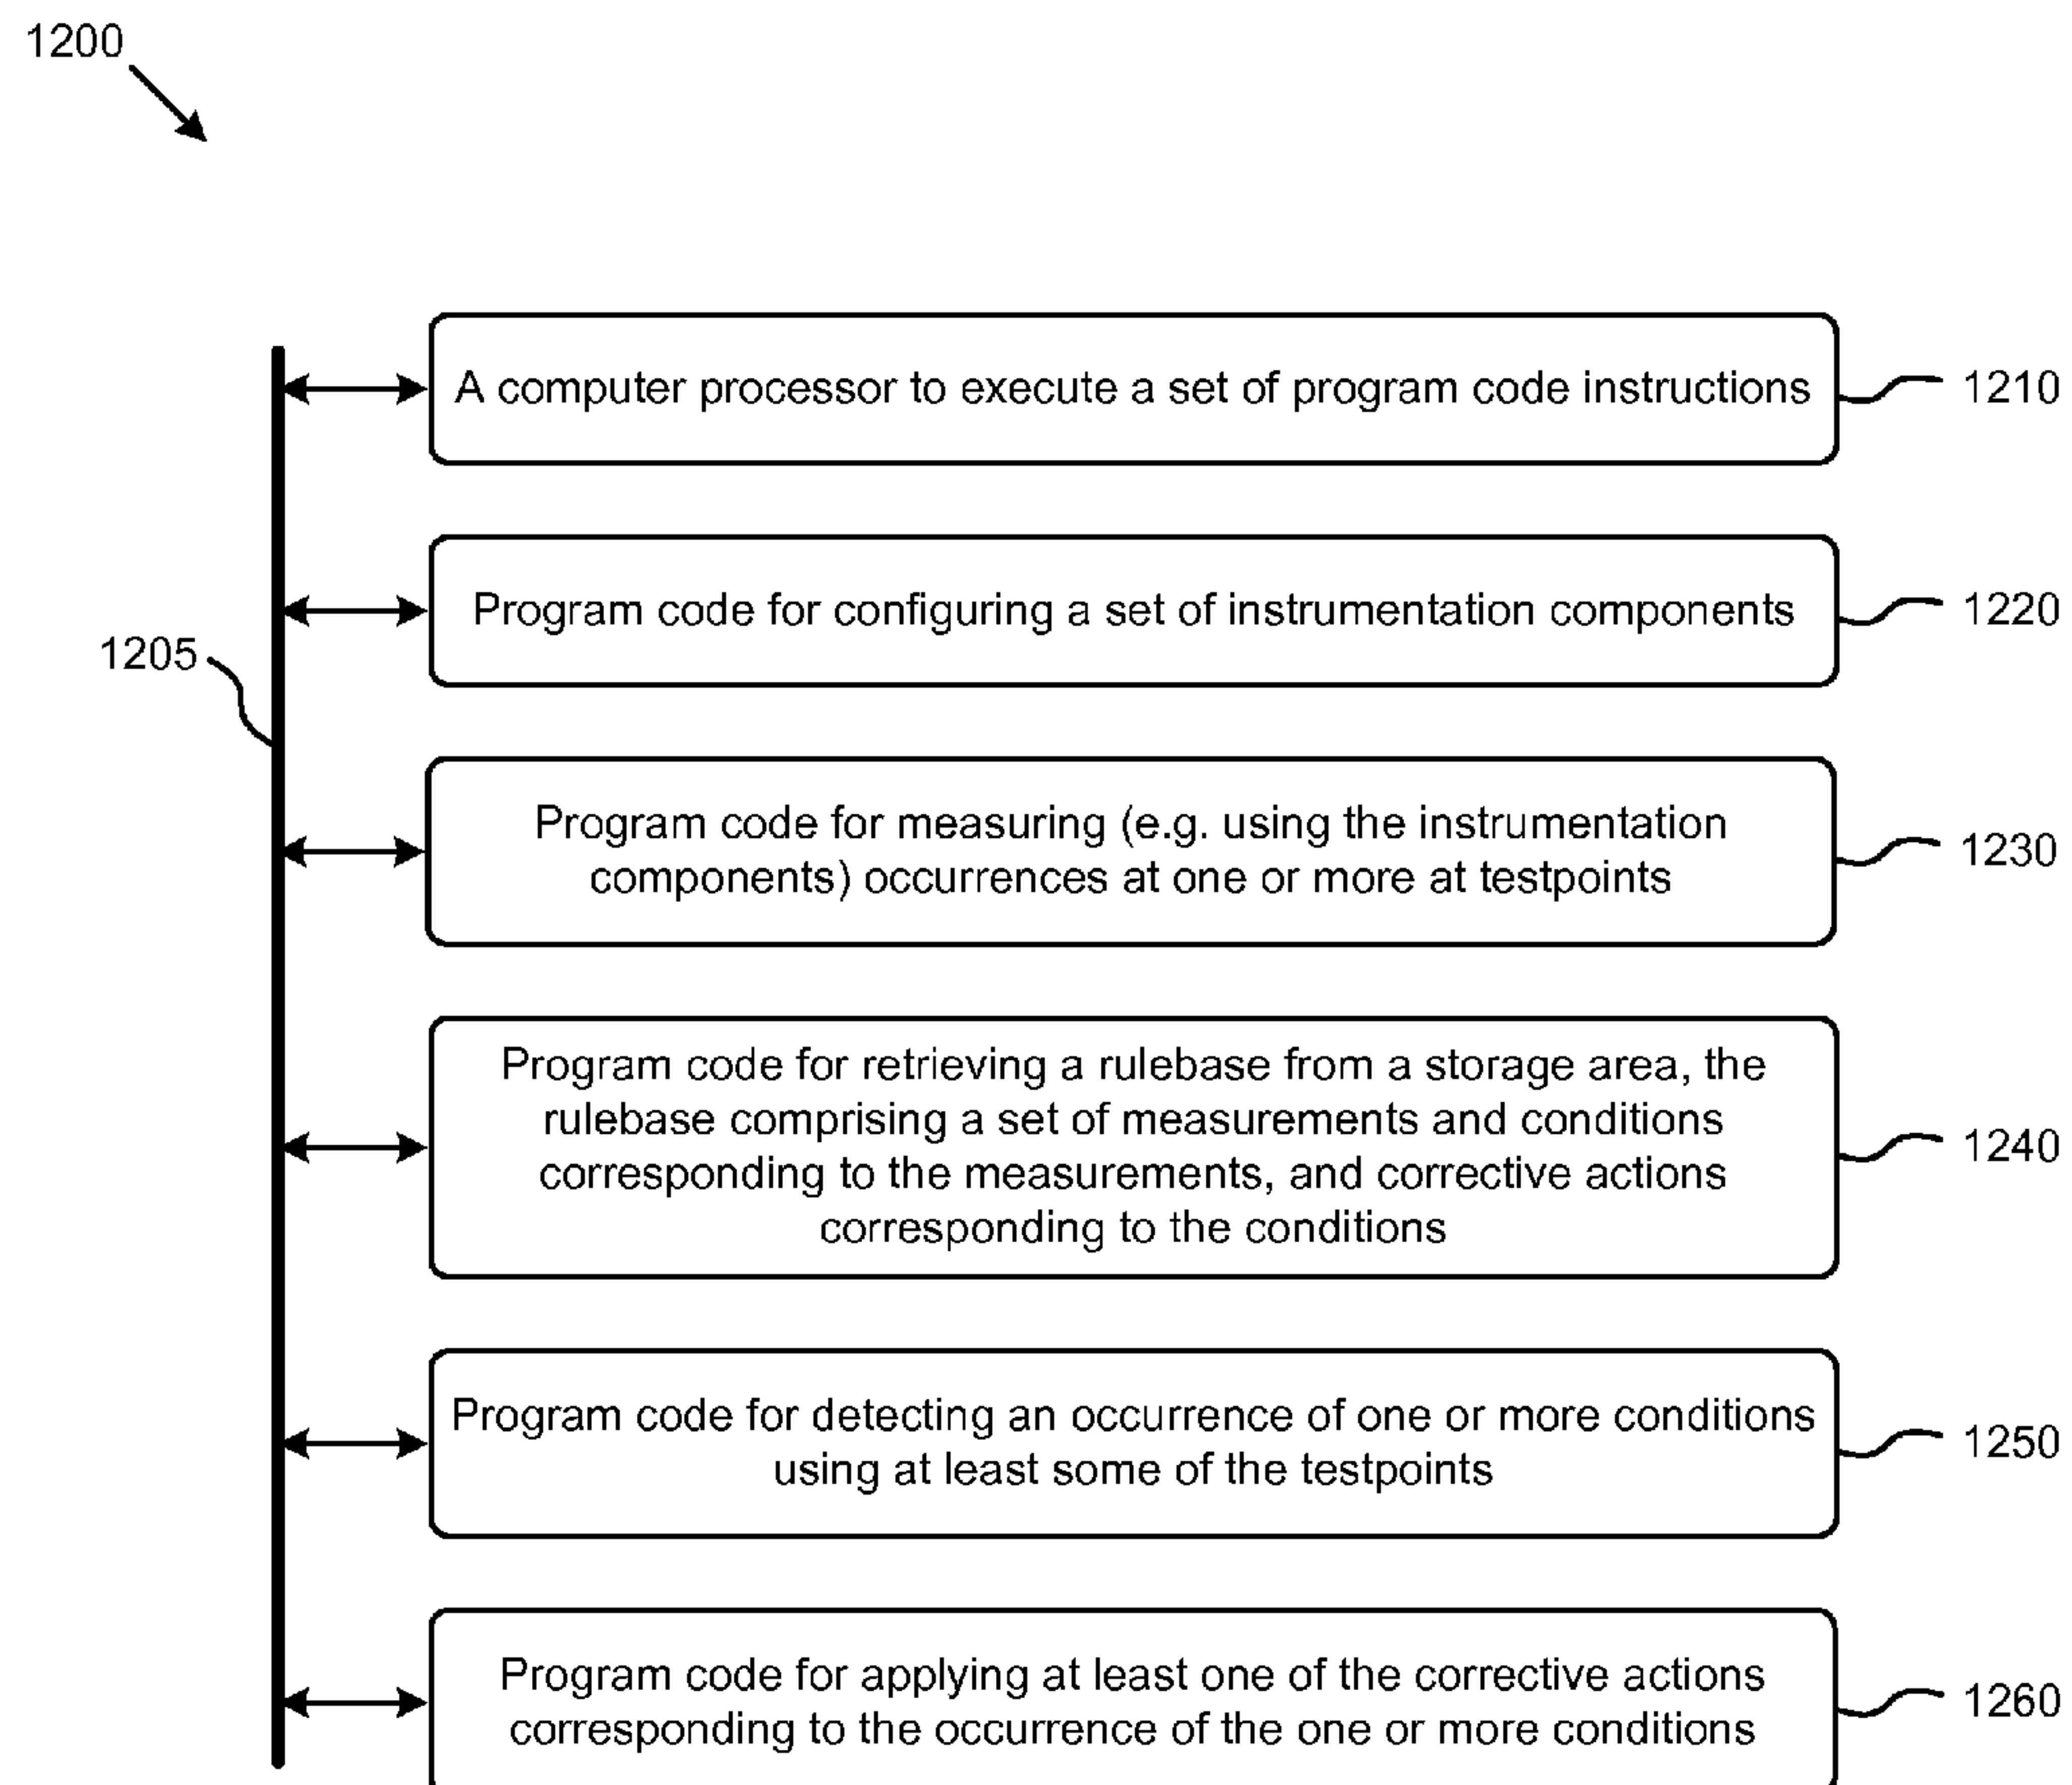 1200
A computer processor to execute a set of program code instructions
1210
Program code for configuring a set of instrumentation components
1220
1205
Program code for measuring (e.g. using the instrumentation
components) occurrences at one or more at testpoints
1230
Program code for retrieving a rulebase from a storage area, the
rulebase comprising a set of measurements and conditions
corresponding to the measurements, and corrective actions
corresponding to the conditions
1240
Program code for detecting an occurrence of one or more conditions
using at least some of the testpoints
1250
Program code for applying at least one of the corrective actions
corresponding to the occurrence of the one or more conditions
1260